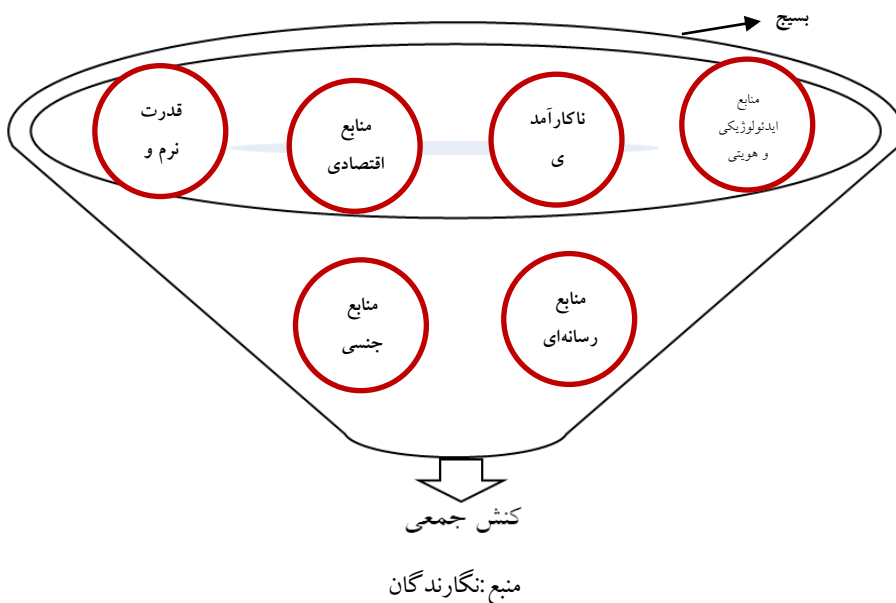 بسیج
منابع
ایدئولوژیکی
و هویتی
ناکارآمد
ی
منابع
اقتصادی
قدرت
نرم و
منابع
رسانه‌ای
منابع
جنسی
کنش جمعی
منبع:نگارندگان